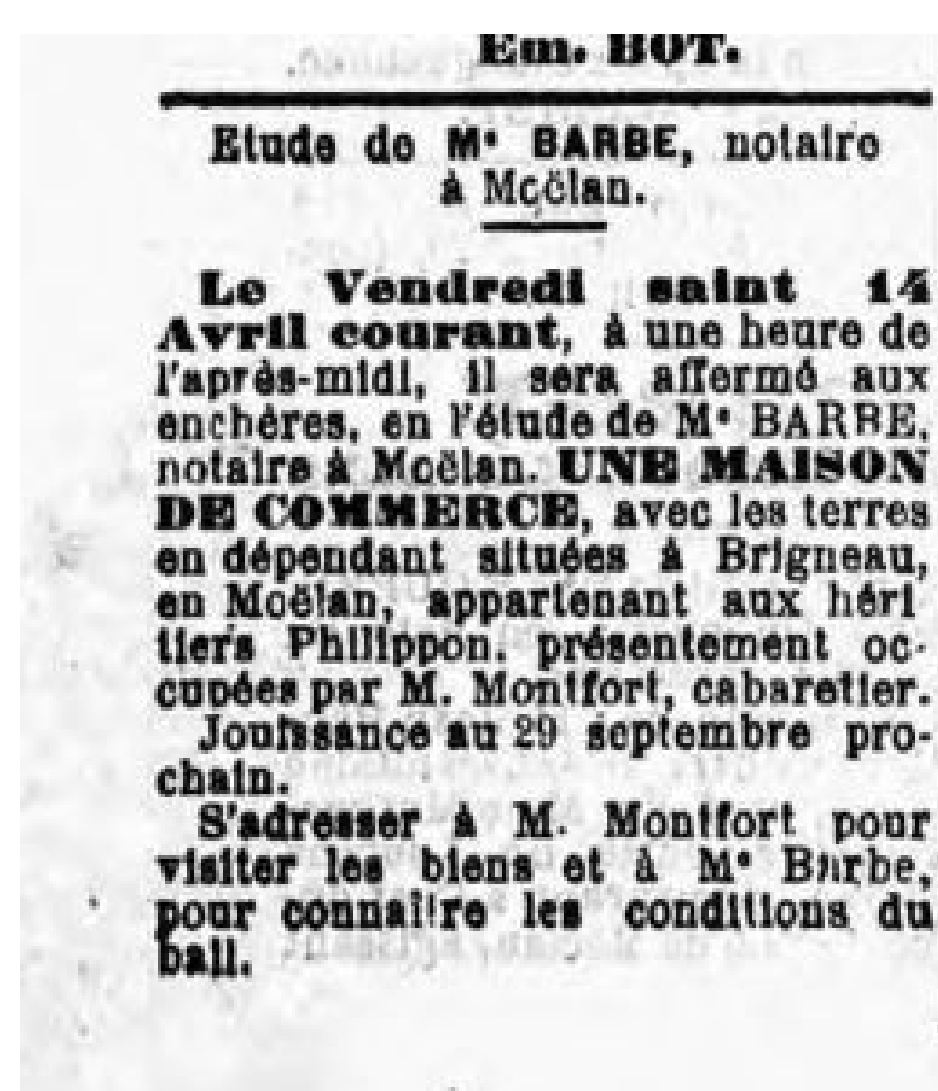 Em. BOT.
Etude de Mᵉ BARBE, notaire
à Moëlan.
Le Vendredi saint 14
Avril courant, à une heure de
l'après-midi, il sera affermé aux
enchères, en l'étude de Mᵉ BARBE,
notaire à Moëlan. UNE MAISON
DE COMMERCE, avec les terres
en dépendant situées à Brigneau,
en Moëlan, appartenant aux héri
tiers Philippon, présentement oc-
cupées par M. Montfort, cabaretier.
Jouissance au 29 septembre pro-
chain.
S'adresser à M. Montfort pour
visiter les biens et à Mᵉ Barbe,
pour connaître les conditions du
bail.